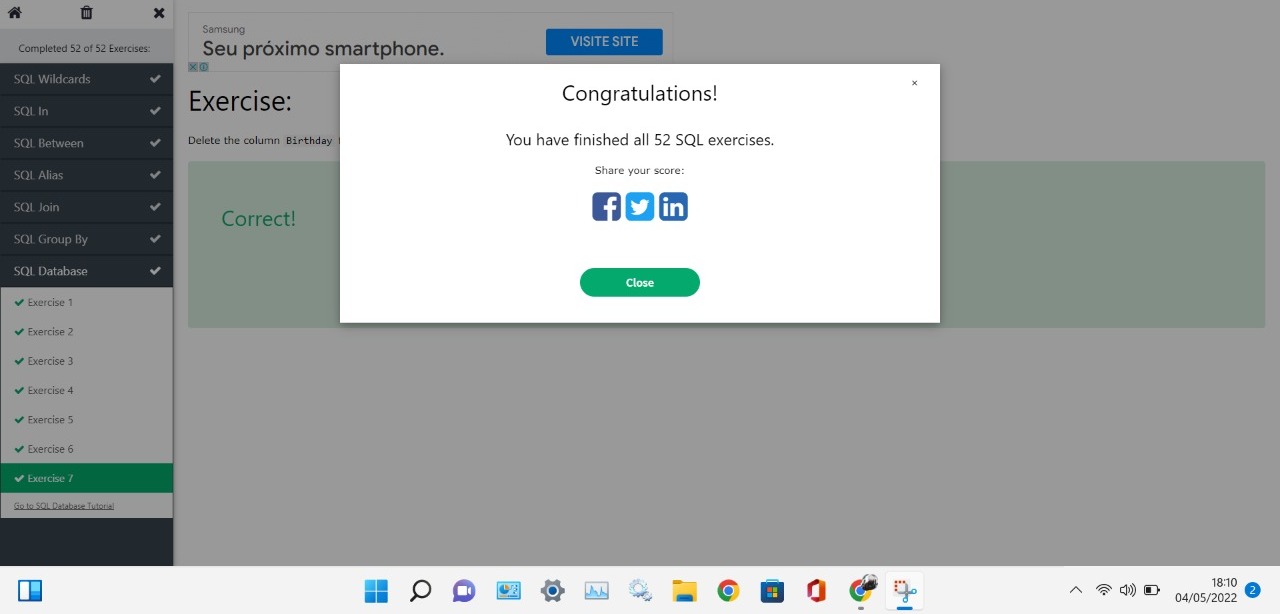 Completed 52 of 52 Exercises:
SQL Wildcards
SQL In
SQL Between
SQL Alias
SQL Join
SQL Group By
SQL Database
Exercise 1
Exercise 2
Exercise 3
Exercise 4
Exercise 5
Exercise 6
Exercise 7
Go to SQL Database Tutorial
Samsung
Seu próximo smartphone.
VISITE SITE
Exercise:
Delete the column Birthday
Correct!
×
Congratulations!
You have finished all 52 SQL exercises.
Share your score:
Close
18:10
04/05/2022
2